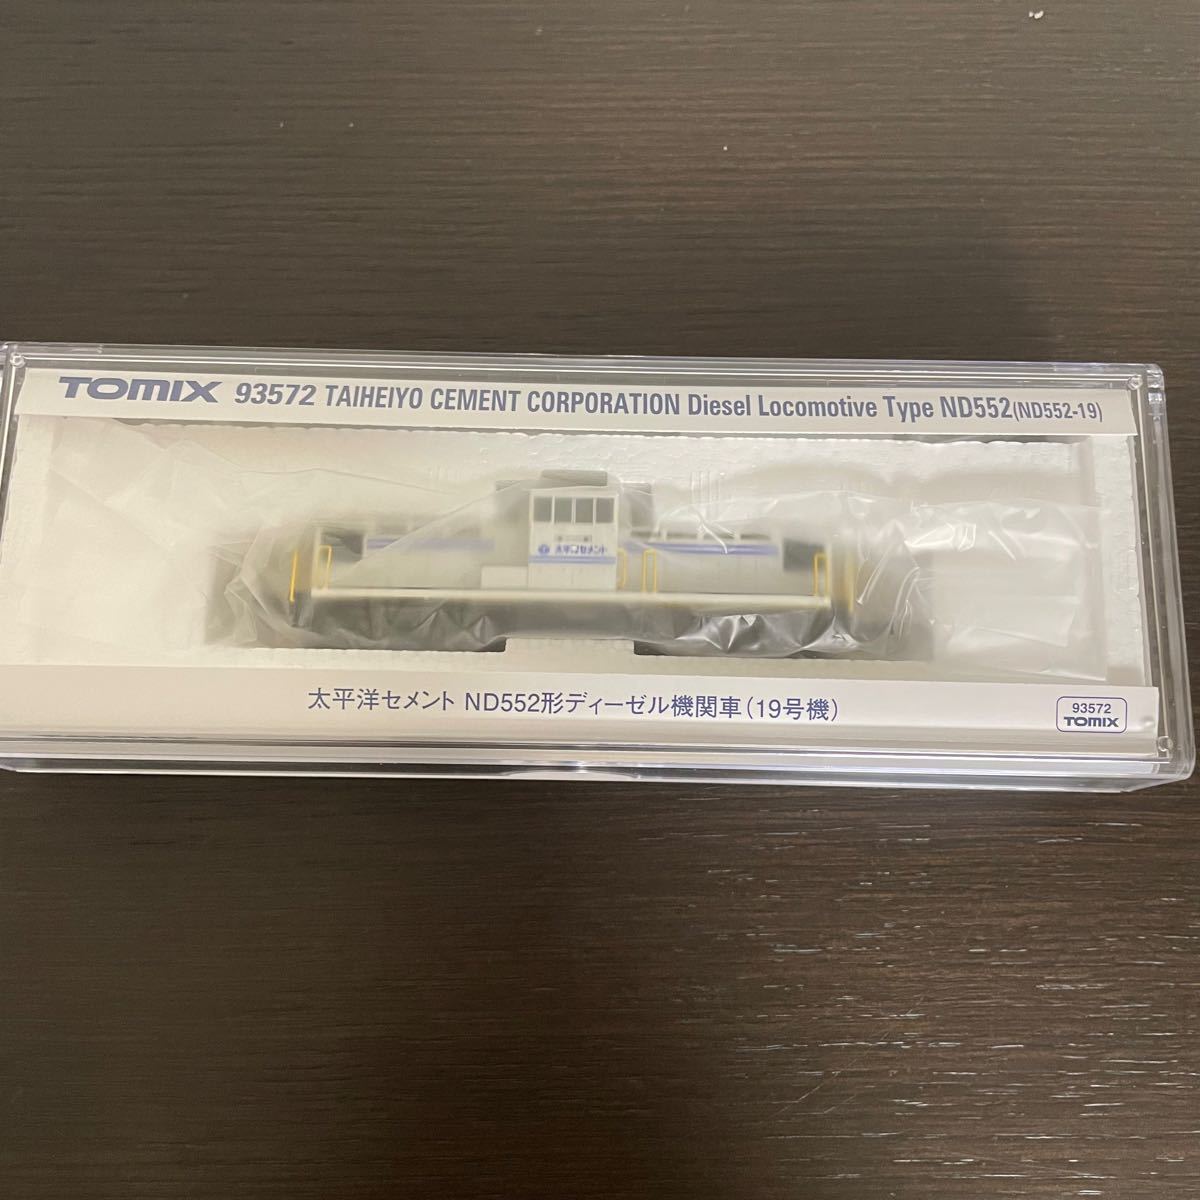 TOMIX 93572 TAIHEIYO CEMENT CORPORATION Diesel Locomotive Type ND552(ND552-19)
太平洋セメント
太平洋セメント ND552形ディーゼル機関車(19号機)
93572
TOMIX